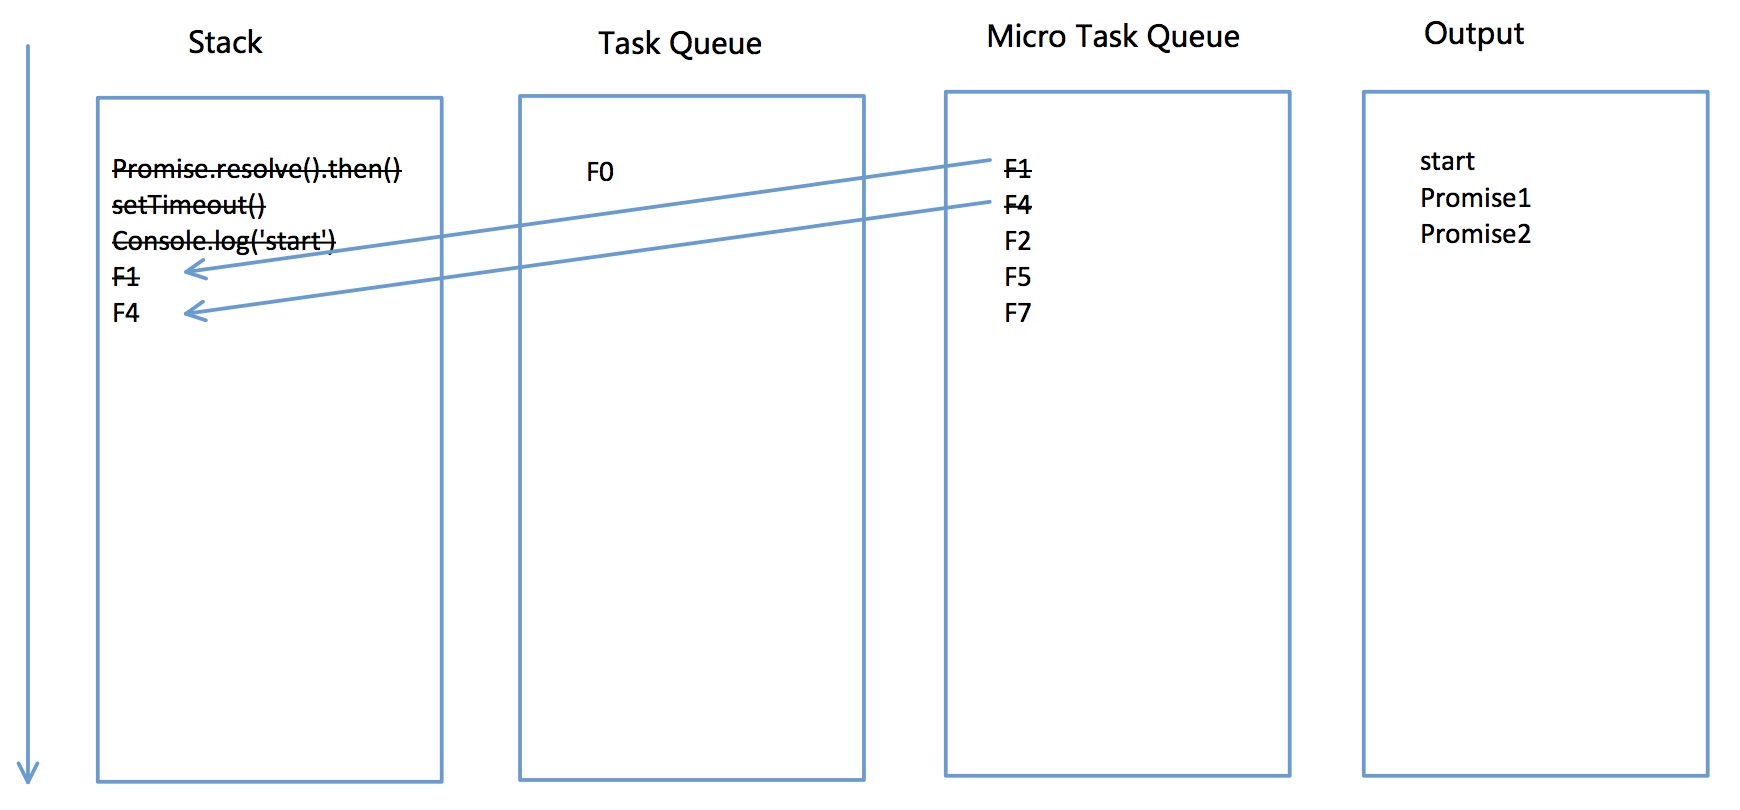 Stack
Task Queue
Micro Task Queue
Output
Promise.resolve().then()
setTimeout()
Console.log('start')
F1
F4
F0
F1
F4
F2
F5
F7
start
Promise1
Promise2